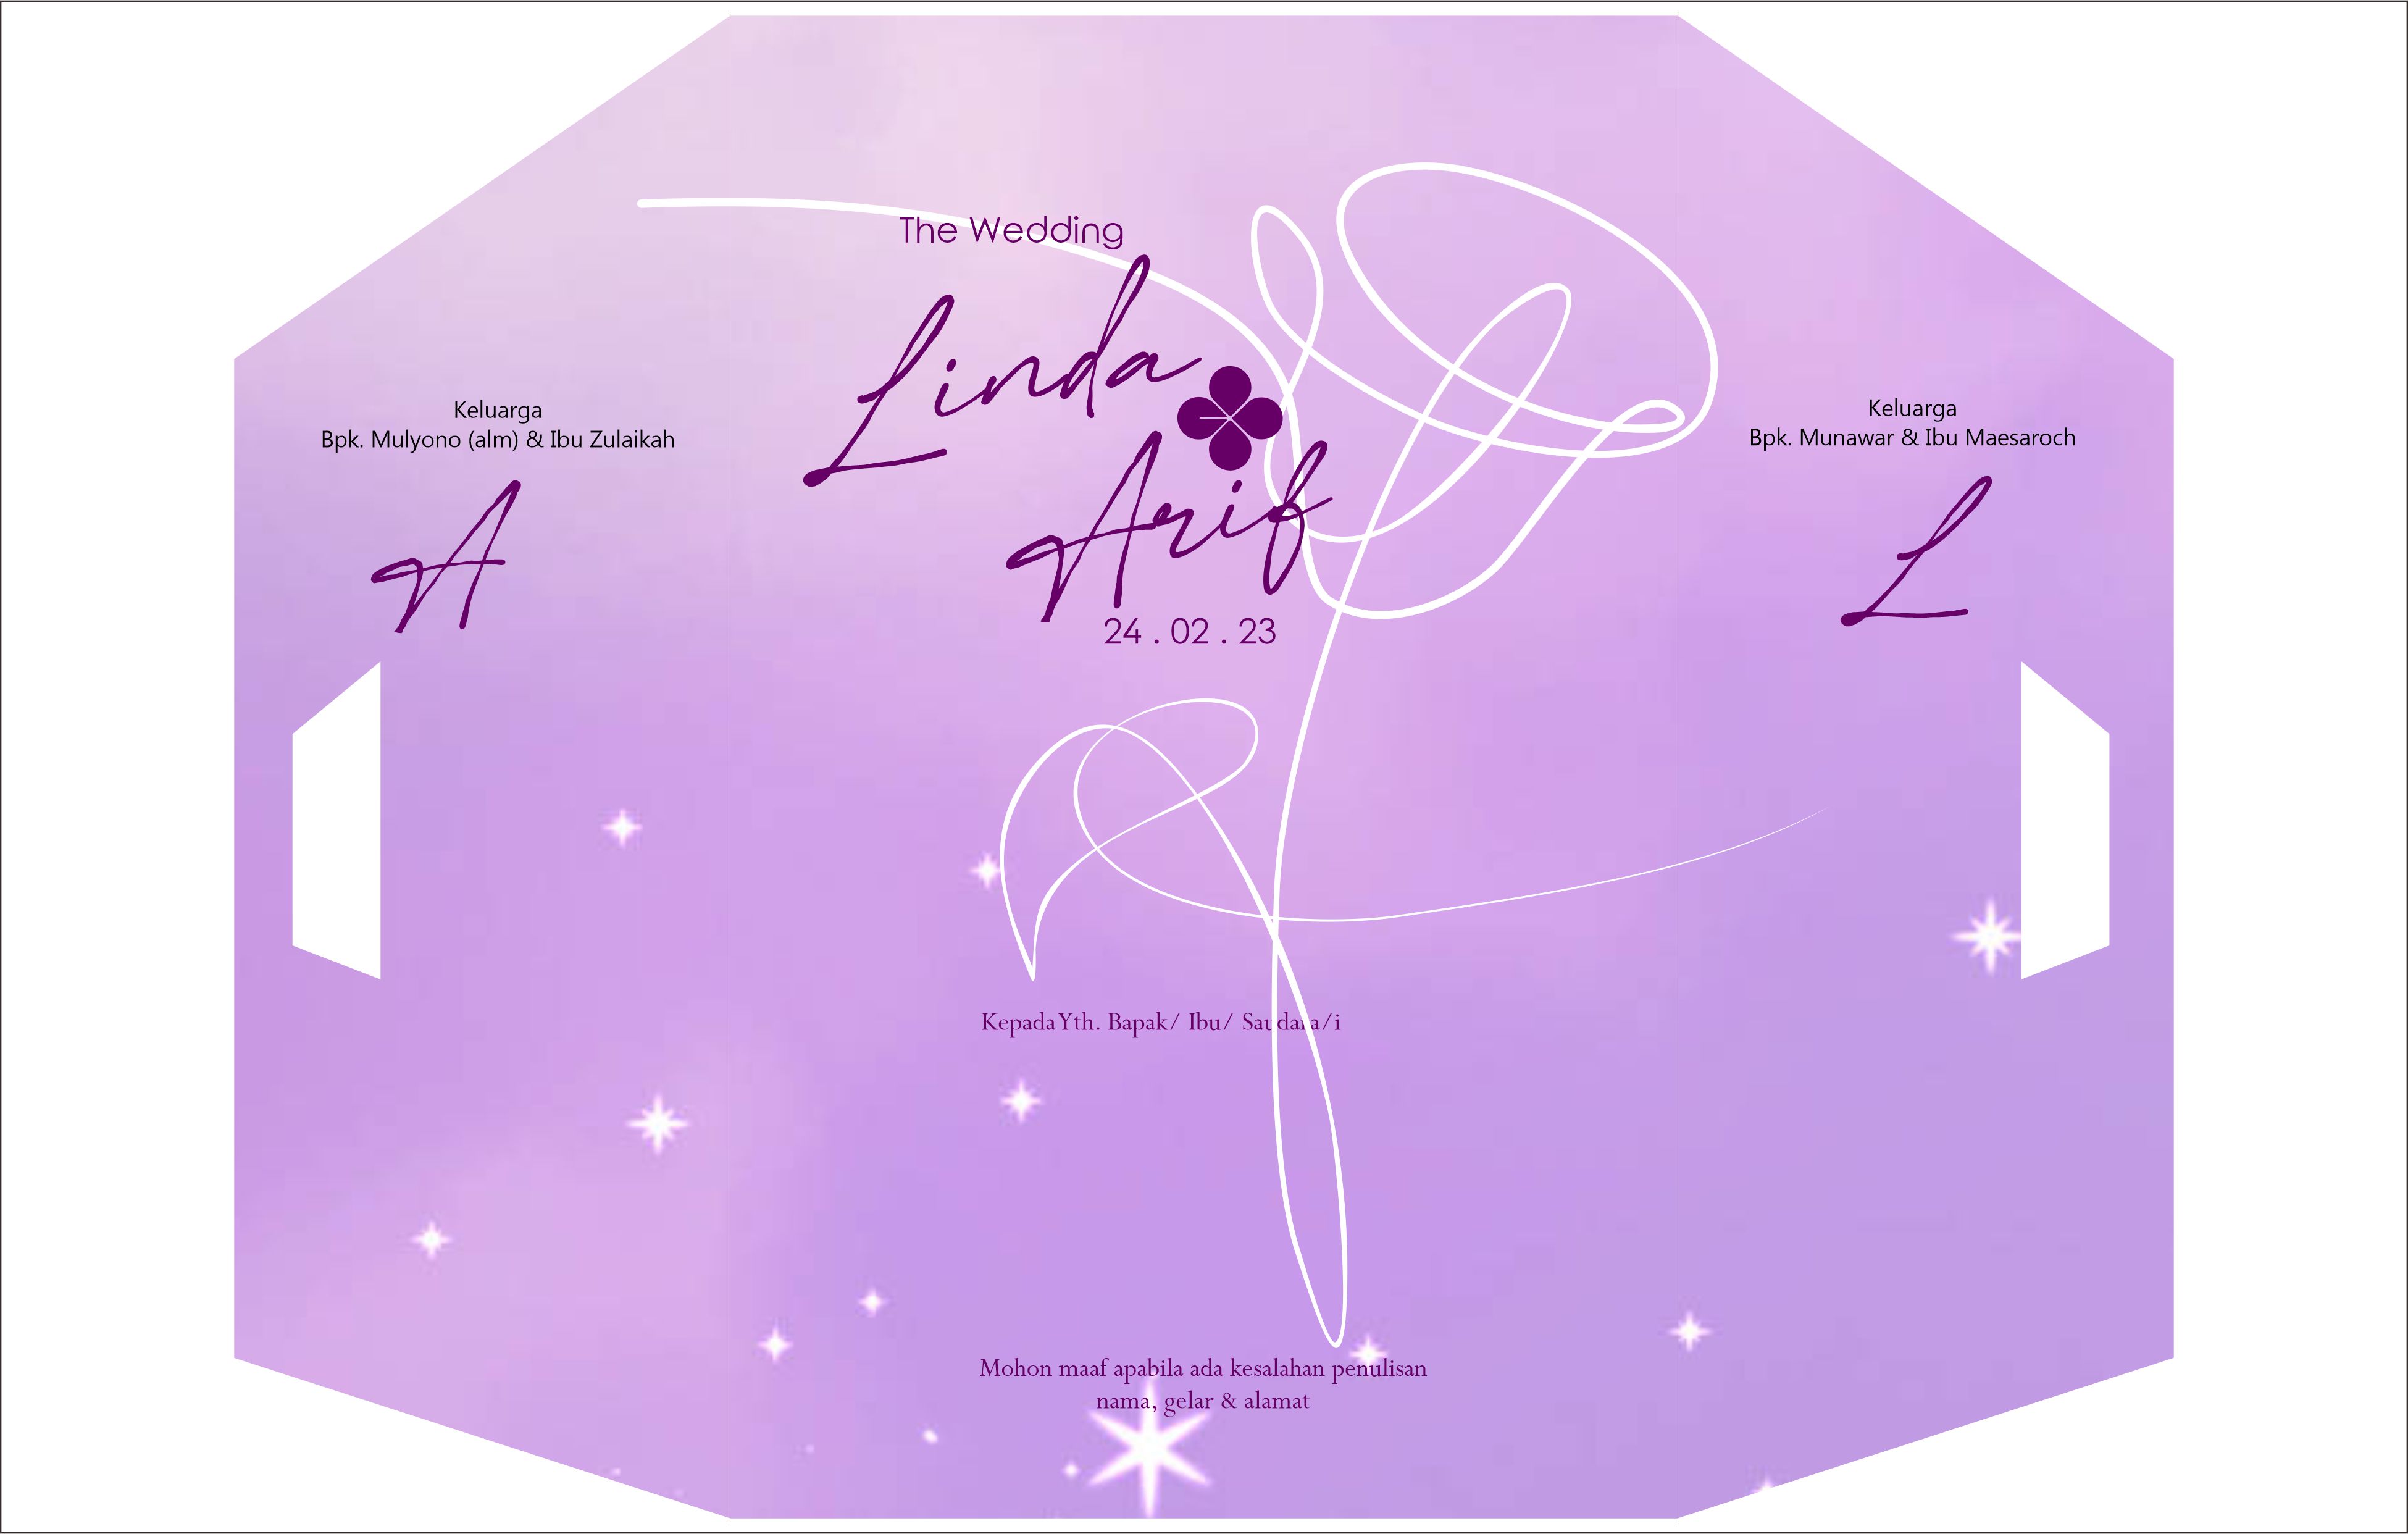 The Wedding
Linda
Arif
24 . 02 . 23
Keluarga
Bpk. Mulyono (alm) & Ibu Zulaikah
A
Keluarga
Bpk. Munawar & Ibu Maesaroch
L
Kepada Yth. Bapak/ Ibu/ Saudara/i
Mohon maaf apabila ada kesalahan penulisan
nama, gelar & alamat